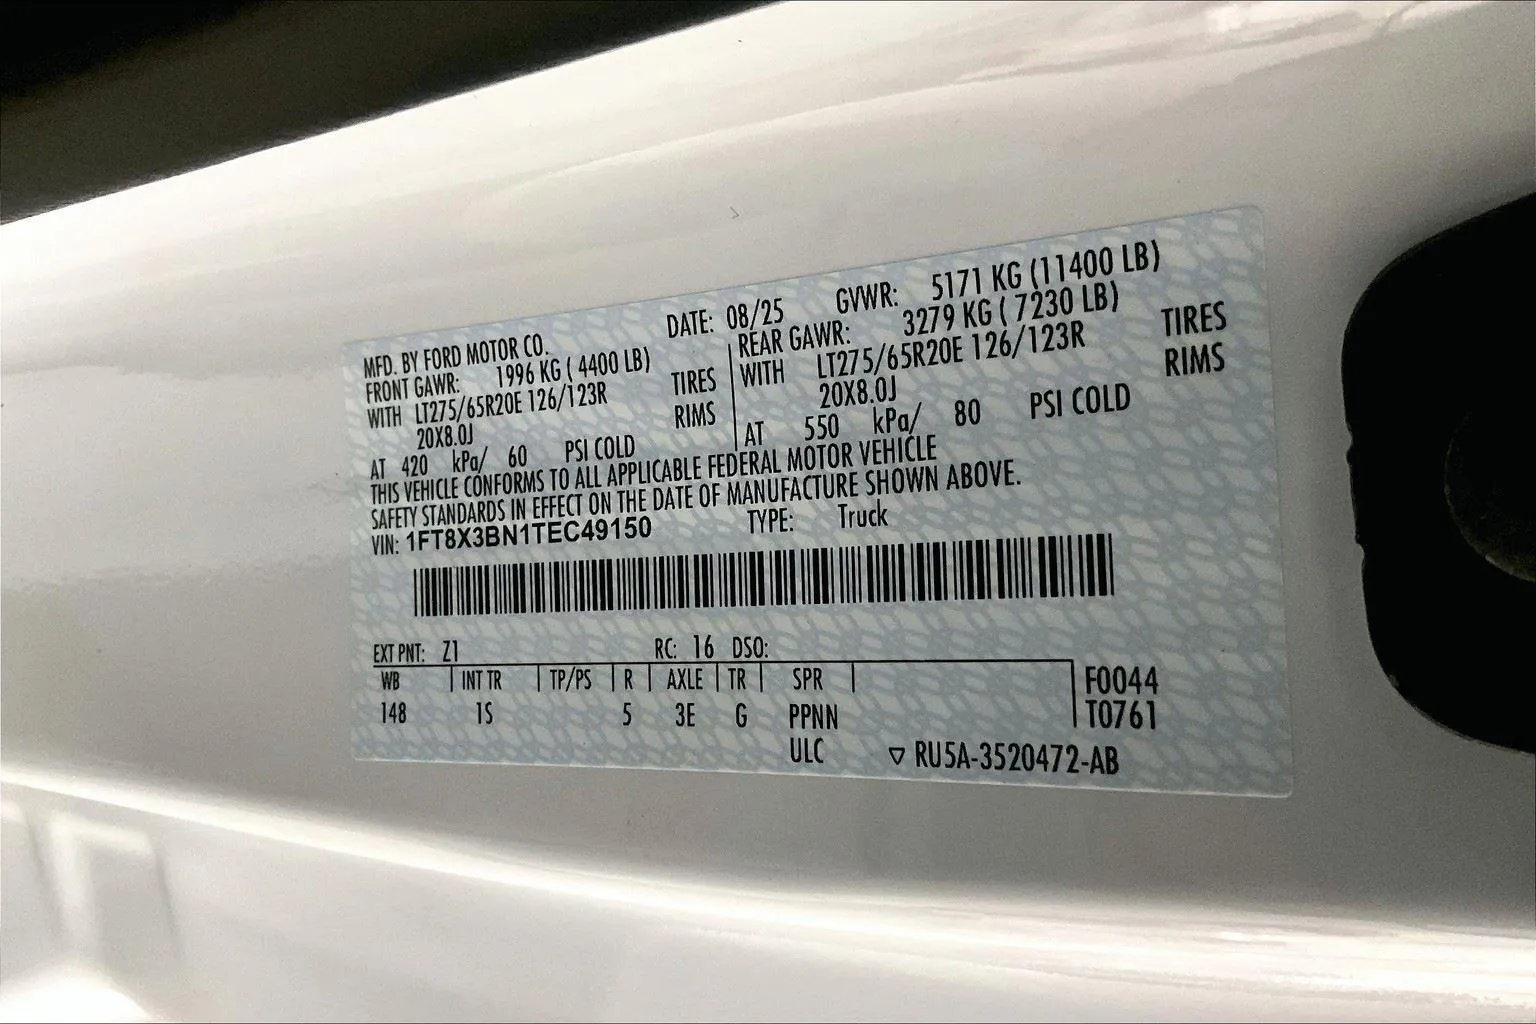 MFD. BY FORD MOTOR CO. DATE: 08/25 GVWR: 5171 KG (11400 LB)
FRONT GAWR: 1996 KG ( 4400 LB) REAR GAWR: 3279 KG ( 7230 LB)
WITH LT275/65R20E 126/123R TIRES WITH LT275/65R20E 126/123R TIRES
20X8.0J RIMS 20X8.0J RIMS
AT 420 kPa/ 60 PSI COLD AT 550 kPa/ 80 PSI COLD
THIS VEHICLE CONFORMS TO ALL APPLICABLE FEDERAL MOTOR VEHICLE
SAFETY STANDARDS IN EFFECT ON THE DATE OF MANUFACTURE SHOWN ABOVE.
VIN: 1FT8X3BN1TEC49150 TYPE: Truck
EXT PNT: Z1 RC: 16 DSO:
WB INT TR TP/PS R AXLE TR SPR F0044
148 1S 5 3E G PPNN T0761
ULC ▽ RU5A-3520472-AB